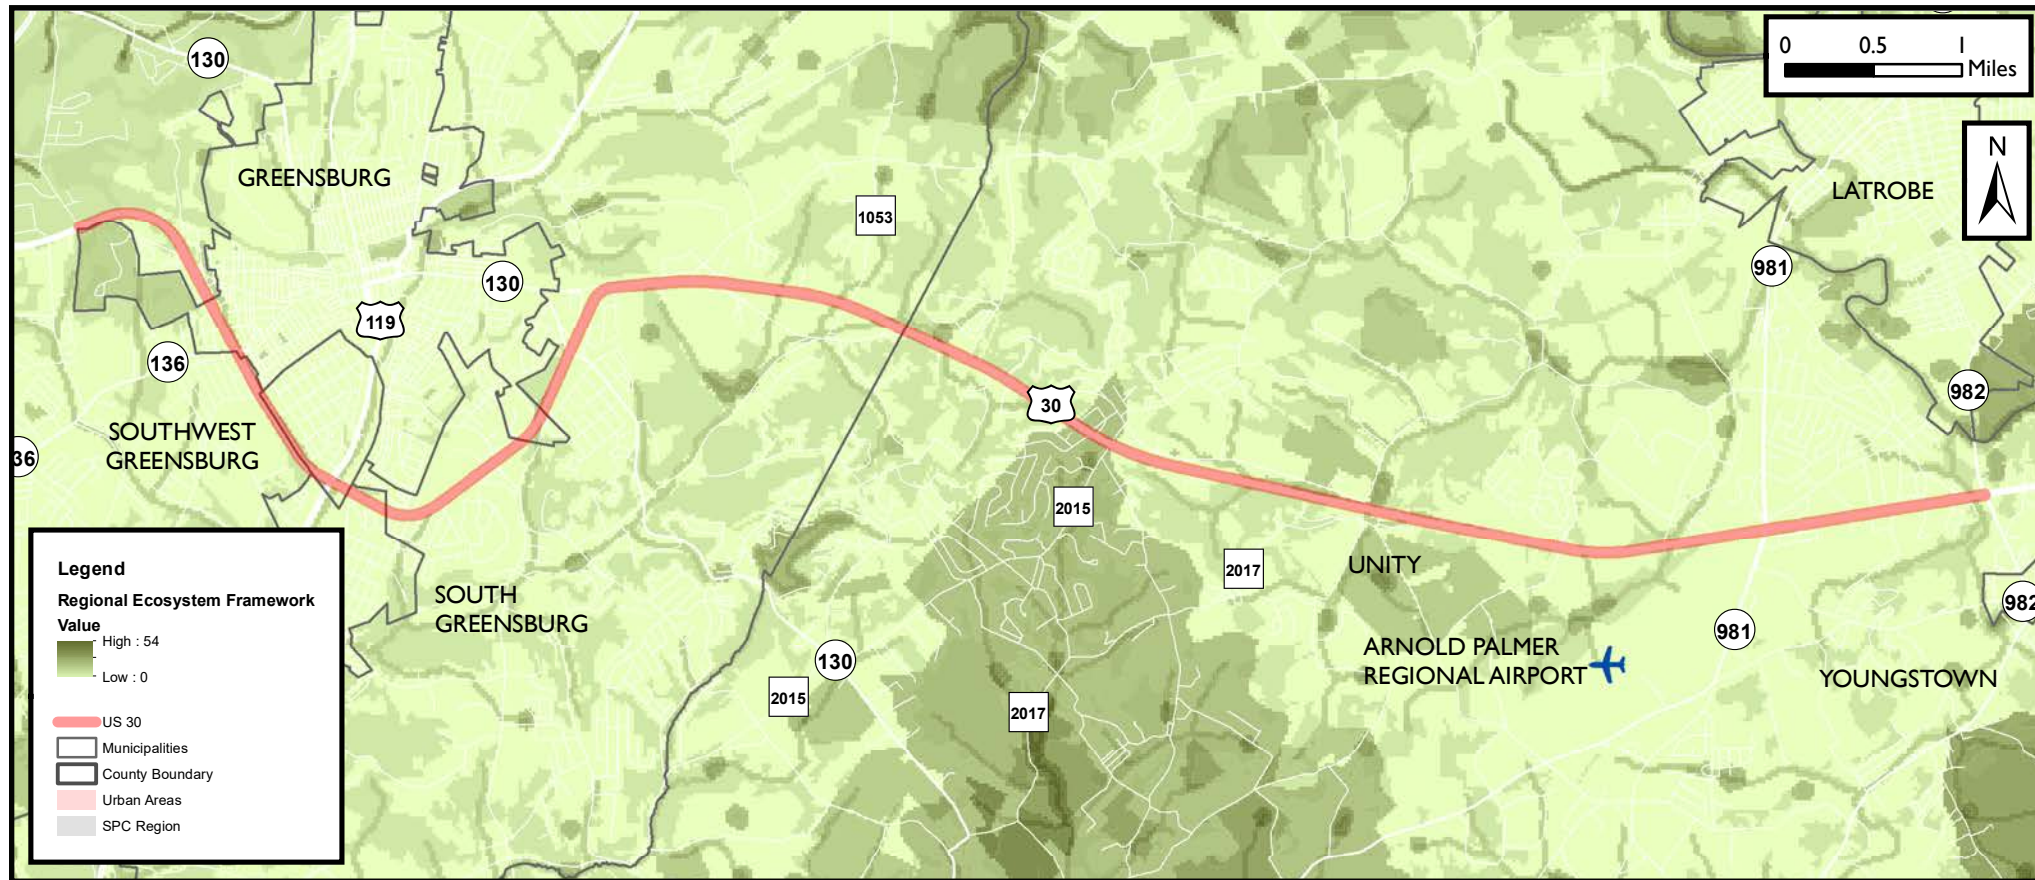 130
0 0.5 1
Miles
N
GREENSBURG
LATROBE
1053
981
130
119
136
982
30
SOUTHWEST
GREENSBURG
36
2015
Legend
Regional Ecosystem Framework
Value
High : 54
Low : 0
US 30
Municipalities
County Boundary
Urban Areas
SPC Region
SOUTH
GREENSBURG
2017
UNITY
982
981
ARNOLD PALMER
REGIONAL AIRPORT
YOUNGSTOWN
130
2015
2017